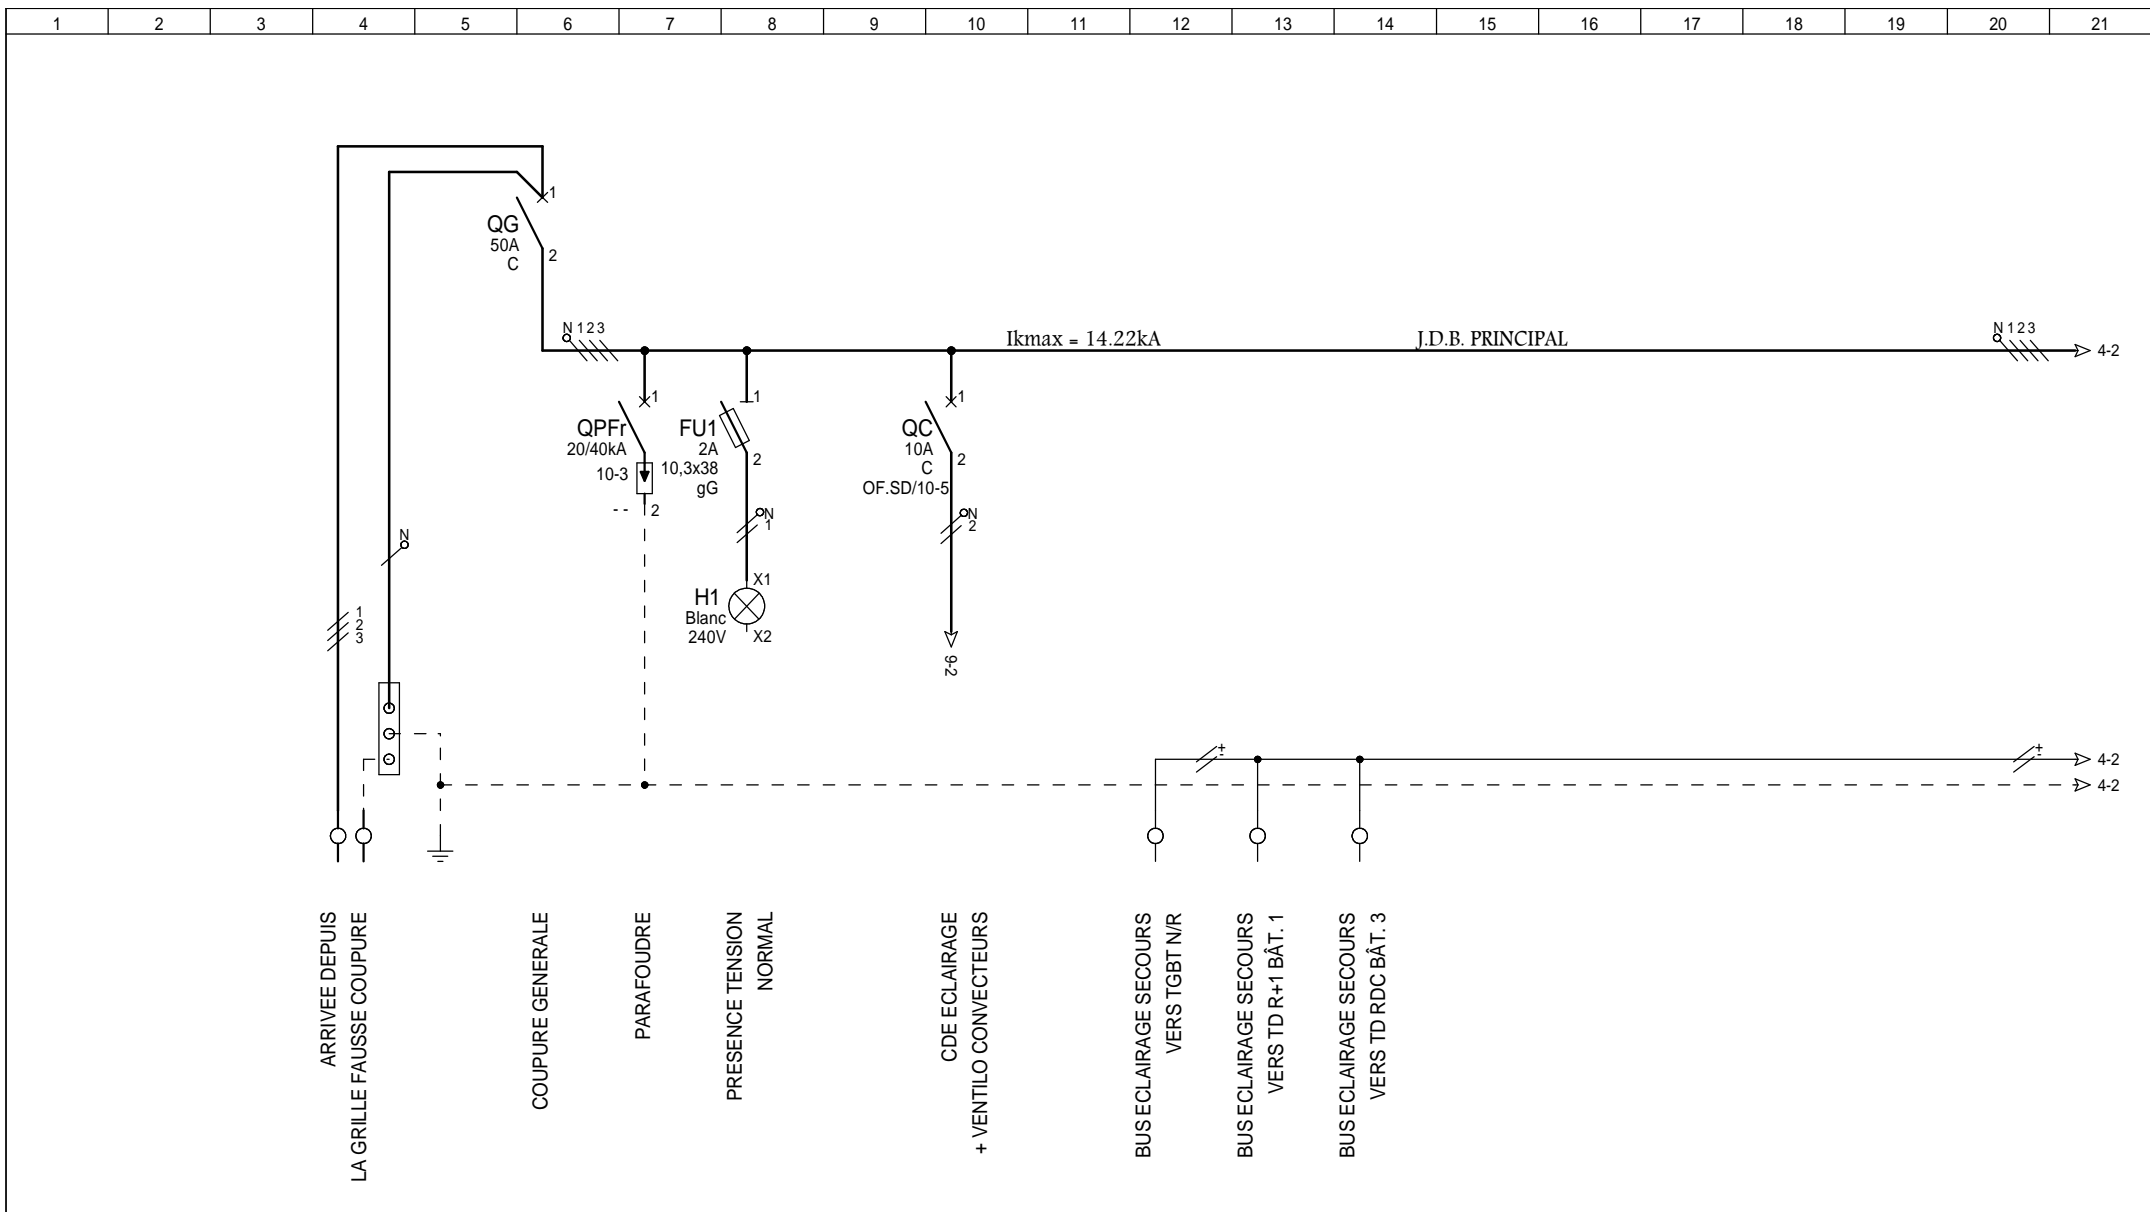 1 2 3 4 5 6 7 8 9 10 11 12 13 14 15 16 17 18 19 20 21
1
QG
50A
C
2
N 1 2 3
Ikmax = 14.22kA
J.D.B. PRINCIPAL
N 1 2 3
4-2
1
QPFr
20/40kA
10-3
- -
2
1
FU1
2A
10,3x38
gG
2
N
1
X1
H1
Blanc
240V
X2
1
QC
10A
C
OF.SD/10-5
2
N
2
9-2
N
1
2
3
+
-
+
-
4-2
4-2
ARRIVEE DEPUIS
LA GRILLE FAUSSE COUPURE
COUPURE GENERALE
PARAFOUDRE
PRESENCE TENSION
NORMAL
CDE ECLAIRAGE
+ VENTILO CONVECTEURS
BUS ECLAIRAGE SECOURS
VERS TGBT N/R
BUS ECLAIRAGE SECOURS
VERS TD R+1 BÂT. 1
BUS ECLAIRAGE SECOURS
VERS TD RDC BÂT. 3